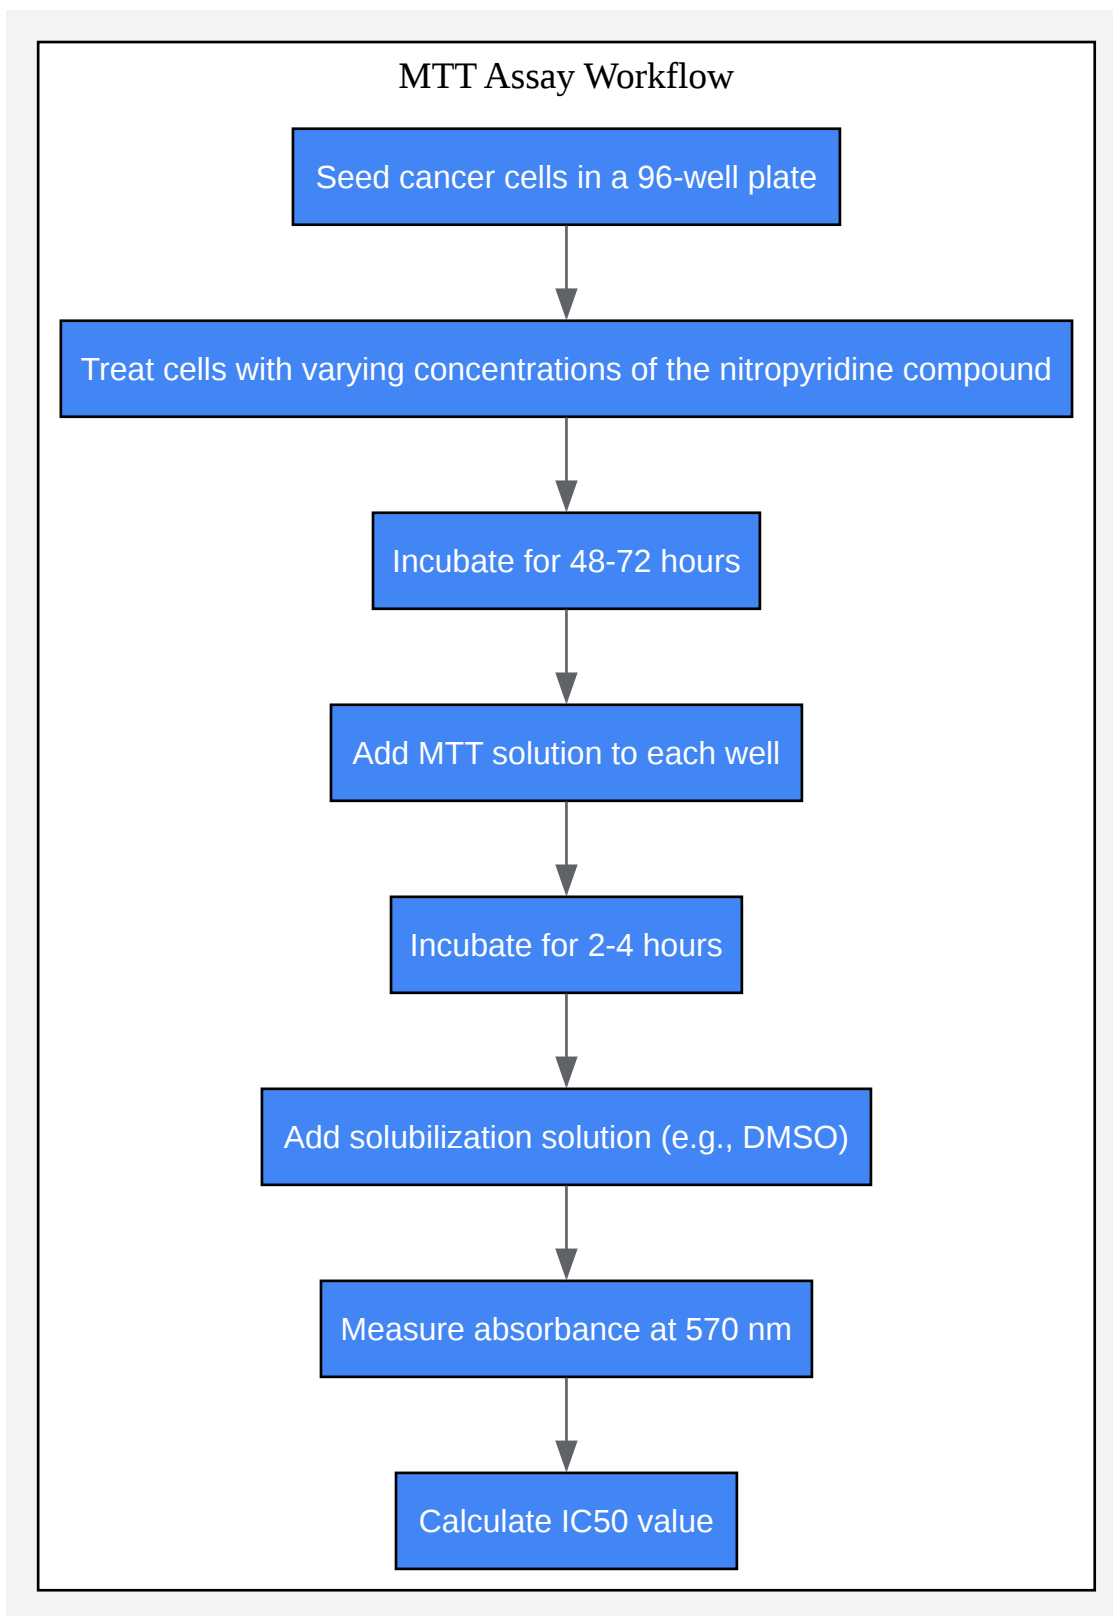 MTT Assay Workflow
Seed cancer cells in a 96-well plate
Treat cells with varying concentrations of the nitropyridine compound
Incubate for 48-72 hours
Add MTT solution to each well
Incubate for 2-4 hours
Add solubilization solution (e.g., DMSO)
Measure absorbance at 570 nm
Calculate IC50 value